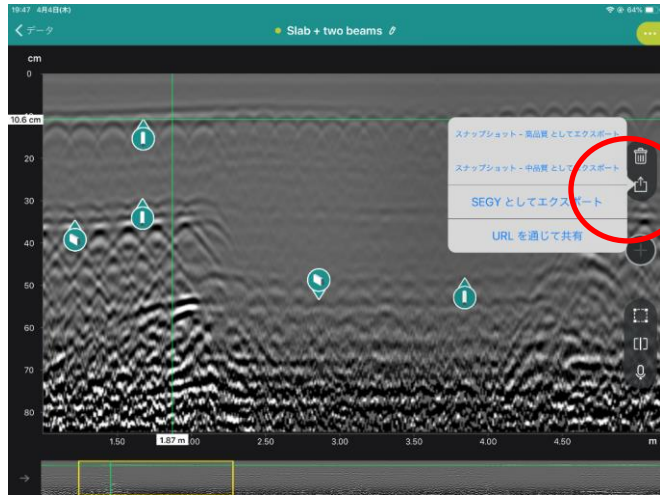 19:47 4月4日(木)
64%
データ
Slab + two beams
cm
0
10.6 cm
スナップショット - 高品質 としてエクスポート
20
スナップショット - 中品質 としてエクスポート
30
SEGY としてエクスポート
40
URL を通じて共有
50
60
70
80
1.50
1.87 m
.00
2.50
3.00
3.50
4.00
4.50
m